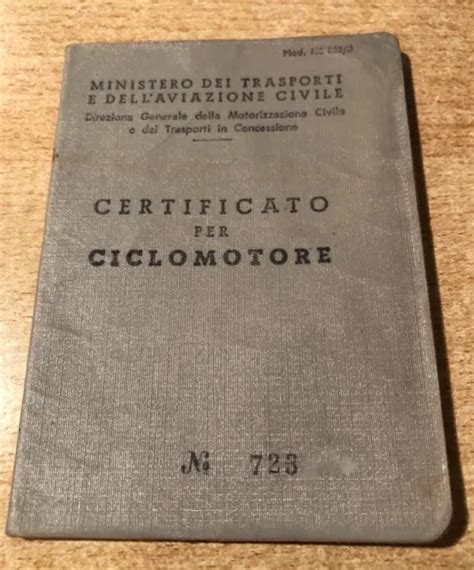 Mod.
MINISTERO DEI TRASPORTI
E DELL'AVIAZIONE CIVILE
Direzione Generale della Motorizzazione Civile
e dei Trasporti in Concessione
CERTIFICATO
PER
CICLOMOTORE
№ 723